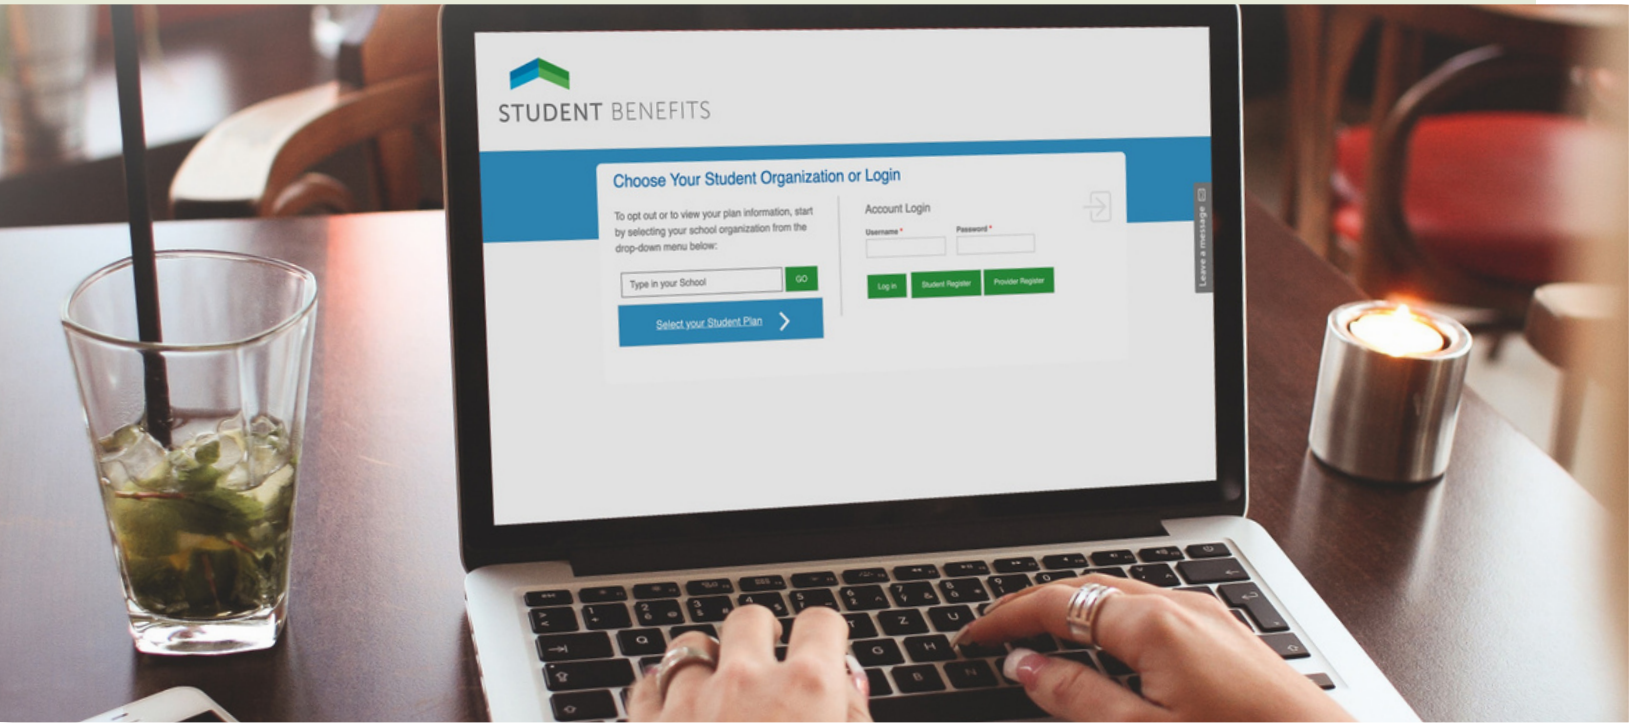 STUDENT BENEFITS
Choose Your Student Organization or Login
To opt out or to view your plan information, start
by selecting your school organization from the
drop-down menu below:
Type in your School
GO
Select your Student Plan
Account Login
Username *
Password *
Log in
Student Register
Provider Register
Leave a message